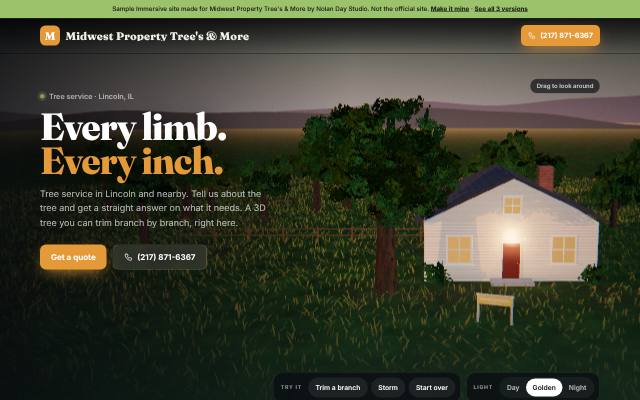 Sample Immersive site made for Midwest Property Tree's & More by Nolan Day Studio. Not the official site. Make it mine · See all 3 versions
M Midwest Property Tree's & More
(217) 871-6367
Drag to look around
Tree service · Lincoln, IL
Every limb.
Every inch.
Tree service in Lincoln and nearby. Tell us about the
tree and get a straight answer on what it needs. A 3D
tree you can trim branch by branch, right here.
Get a quote
(217) 871-6367
TRY IT Trim a branch Storm Start over
LIGHT Day Golden Night